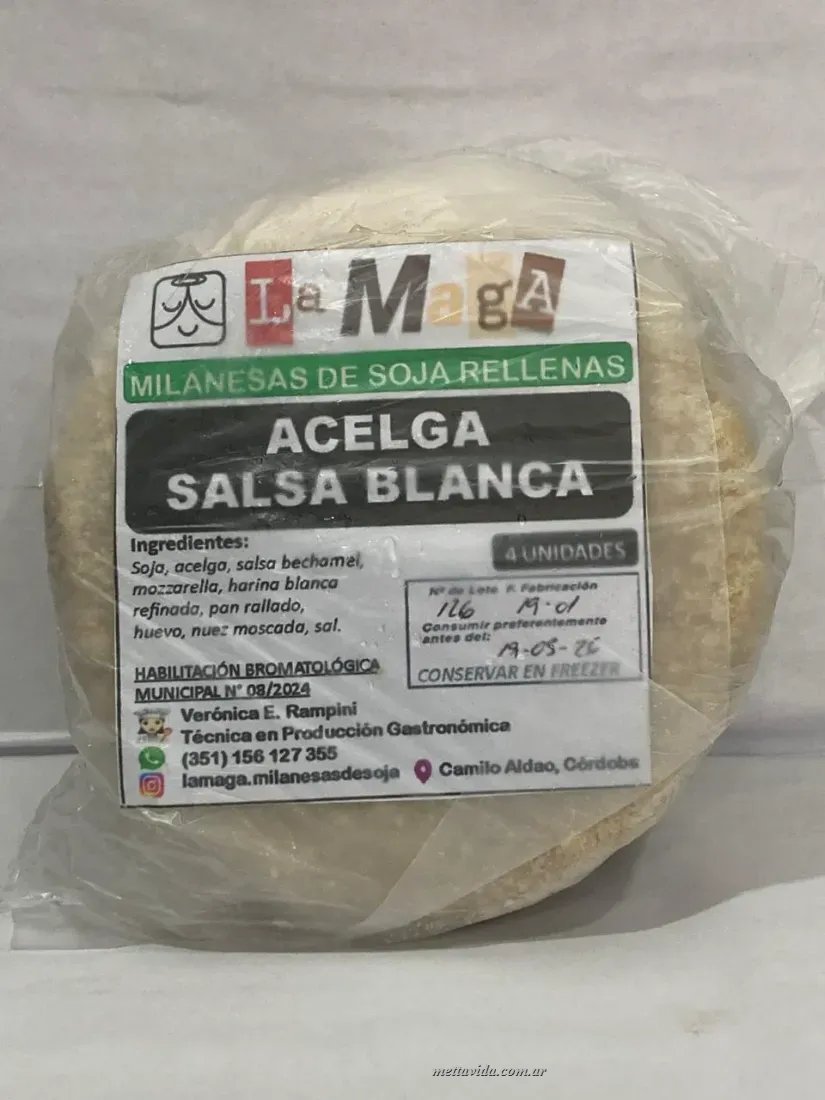 La MagA
MILANESAS DE SOJA RELLENAS
ACELGA
SALSA BLANCA
Ingredientes:
Soja, acelga, salsa bechamel,
mozzarella, harina blanca
refinada, pan rallado,
huevo, nuez moscada, sal.
4 UNIDADES
Nº de Lote F. Fabricación
126 19-01
Consumir preferentemente
antes del:
19-05-26
CONSERVAR EN FREEZER
HABILITACIÓN BROMATOLÓGICA
MUNICIPAL N° 08/2024
Verónica E. Rampini
Técnica en Producción Gastronómica
(351) 156 127 355
lamaga.milanesasdesoja
Camilo Aldao, Córdoba
mettavida.com.ar